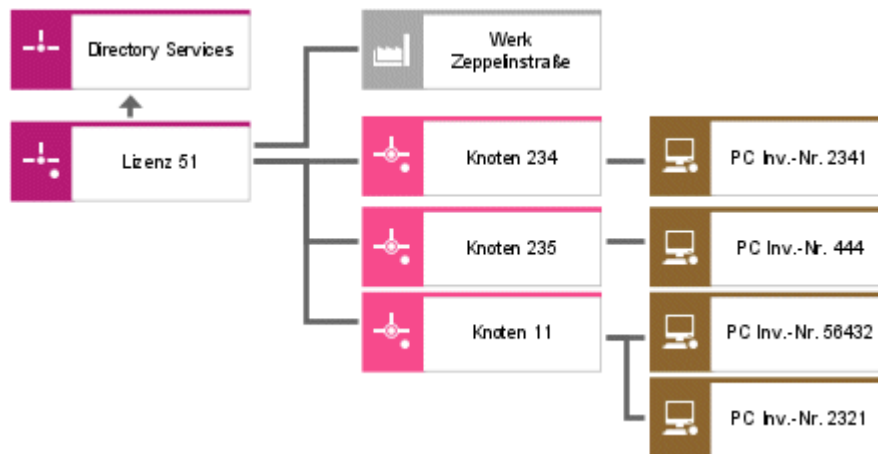 Directory Services
Werk
Zeppelinstraße
Lizenz 51
Knoten 234
PC Inv.-Nr. 2341
Knoten 235
PC Inv.-Nr. 444
Knoten 11
PC Inv.-Nr. 56432
PC Inv.-Nr. 2321